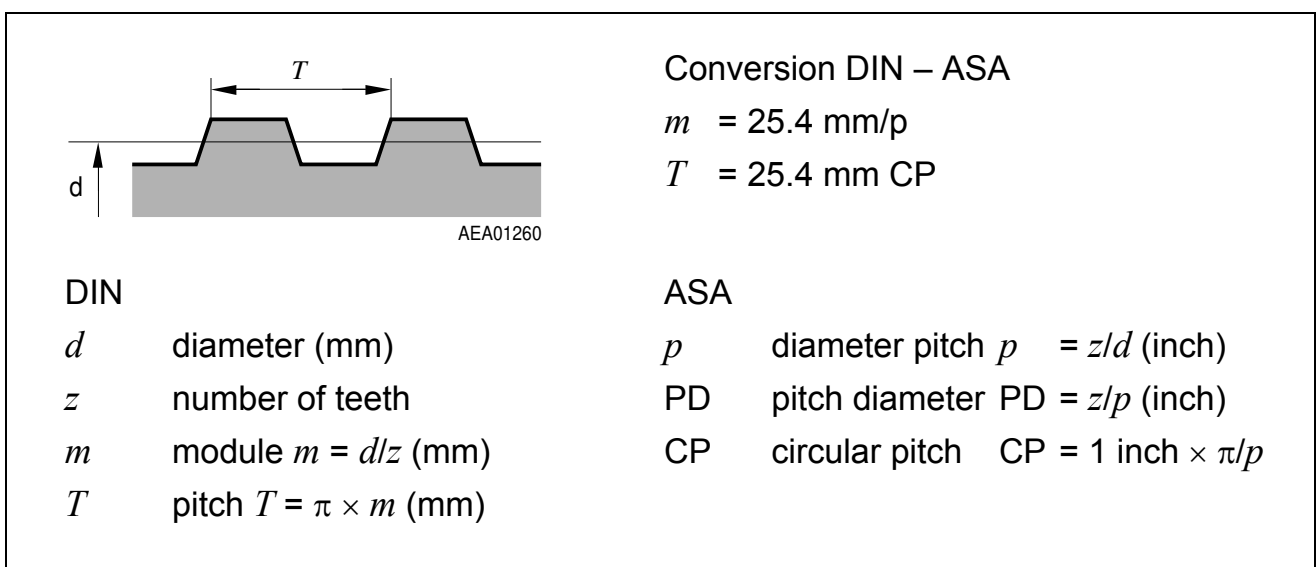 T
d
AEA01260
Conversion DIN – ASA
m = 25.4 mm/p
T = 25.4 mm CP
DIN
d diameter (mm)
z number of teeth
m module m = d/z (mm)
T pitch T = π × m (mm)
ASA
p diameter pitch p = z/d (inch)
PD pitch diameter PD = z/p (inch)
CP circular pitch CP = 1 inch × π/p